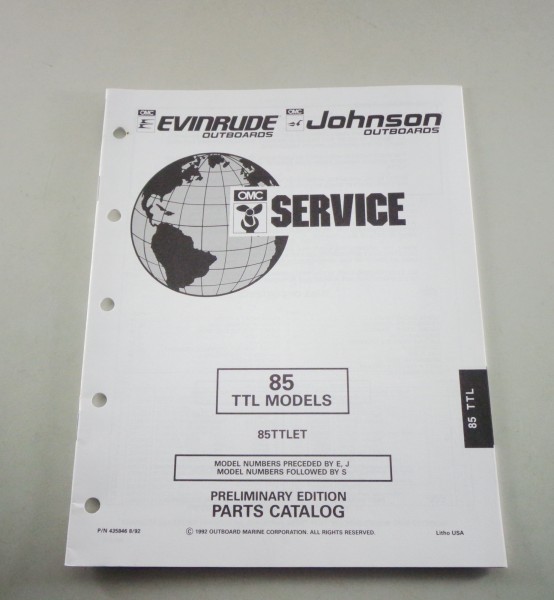 OMC EVINRUDE OUTBOARDS
OMC Johnson OUTBOARDS
OMC SERVICE
85
TTL MODELS
85 TTL
85TTLET
MODEL NUMBERS PRECEDED BY E, J
MODEL NUMBERS FOLLOWED BY S
PRELIMINARY EDITION
PARTS CATALOG
P/N 435846 6/92
© 1992 OUTBOARD MARINE CORPORATION. ALL RIGHTS RESERVED.
Litho USA